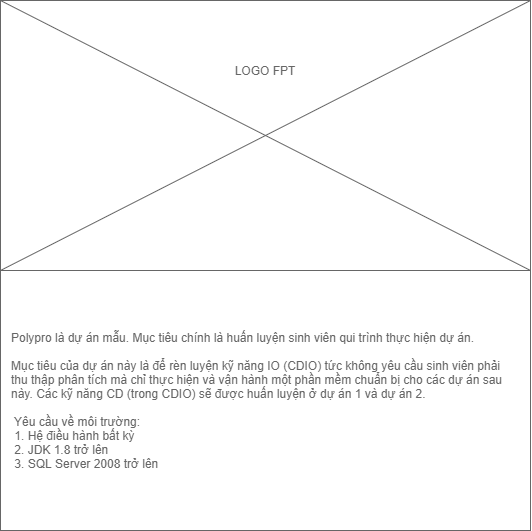 LOGO FPT
Polypro là dự án mẫu. Mục tiêu chính là huấn luyện sinh viên qui trình thực hiện dự án.
Mục tiêu của dự án này là để rèn luyện kỹ năng IO (CDIO) tức không yêu cầu sinh viên phải
thu thập phân tích mà chỉ thực hiện và vận hành một phần mềm chuẩn bị cho các dự án sau
này. Các kỹ năng CD (trong CDIO) sẽ được huấn luyện ở dự án 1 và dự án 2.
Yêu cầu về môi trường:
1. Hệ điều hành bất kỳ
2. JDK 1.8 trở lên
3. SQL Server 2008 trở lên